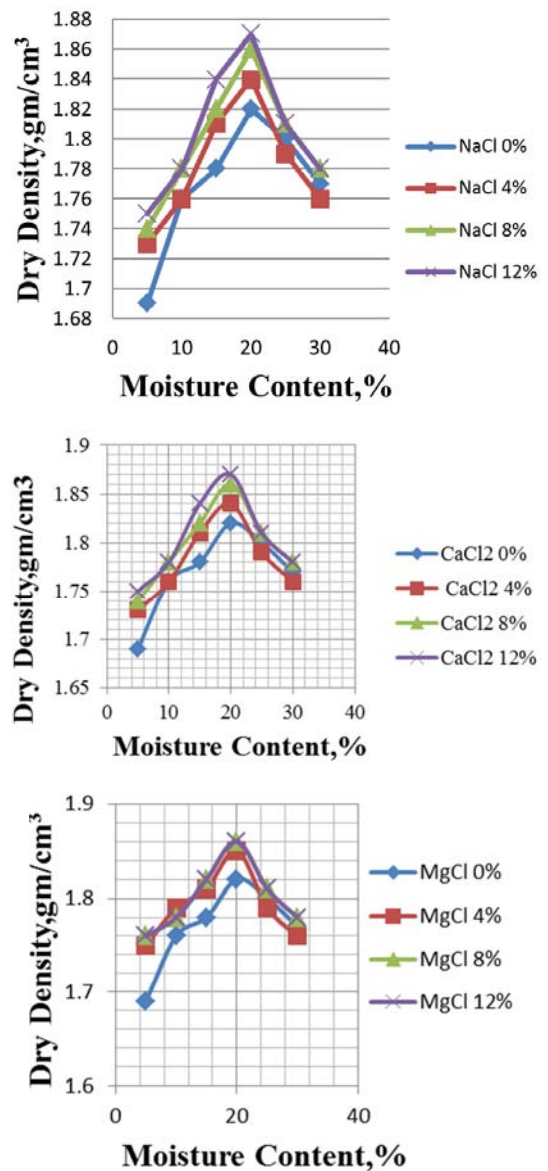 1.88
1.86
1.84
1.82
1.8
1.78
1.76
1.74
1.72
1.7
1.68
Dry Density,gm/cm³
0 10 20 30 40
Moisture Content,%
NaCl 0%
NaCl 4%
NaCl 8%
NaCl 12%
1.9
1.85
1.8
1.75
1.7
1.65
Dry Density,gm/cm3
0 10 20 30 40
Moisture Content,%
CaCl2 0%
CaCl2 4%
CaCl2 8%
CaCl2 12%
1.9
1.8
1.7
1.6
Dry Density,gm/cm³
0 20 40
Moisture Content,%
MgCl 0%
MgCl 4%
MgCl 8%
MgCl 12%